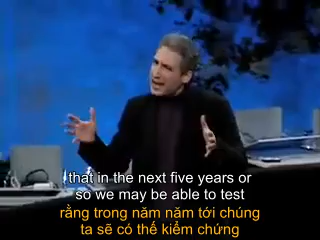 that in the next five years or
so we may be able to test
rằng trong năm năm tới chúng
ta sẽ có thể kiểm chứng